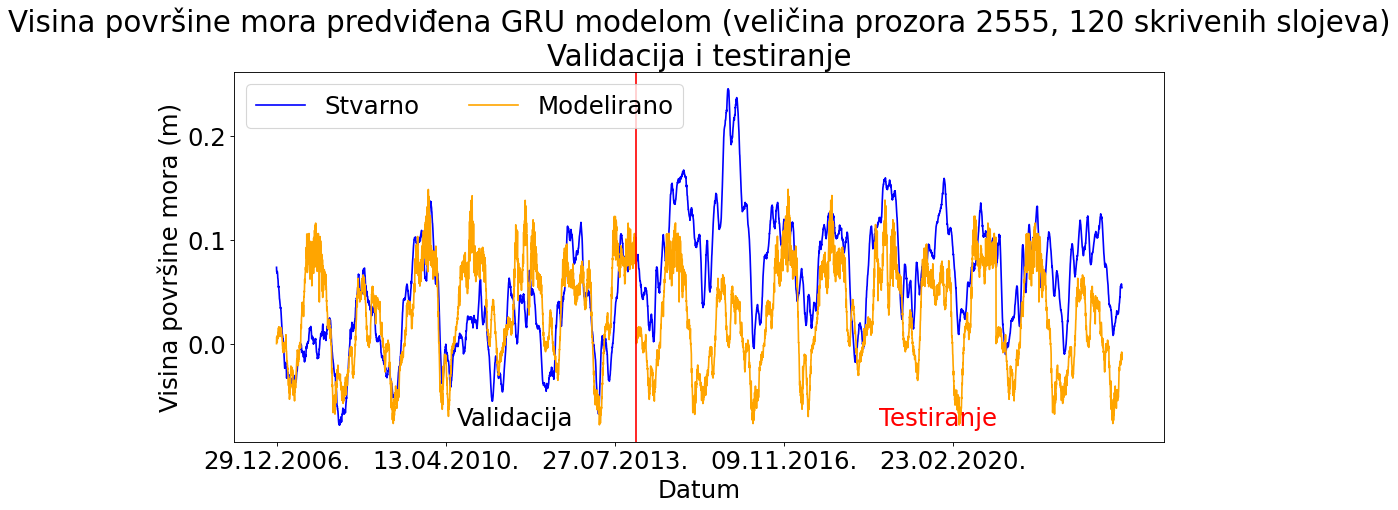 Visina površine mora predviđena GRU modelom (veličina prozora 2555, 120 skrivenih slojeva)
Validacija i testiranje
Stvarno
Modelirano
Visina površine mora (m)
0.2
0.1
0.0
Validacija
Testiranje
29.12.2006.
13.04.2010.
27.07.2013.
09.11.2016.
23.02.2020.
Datum